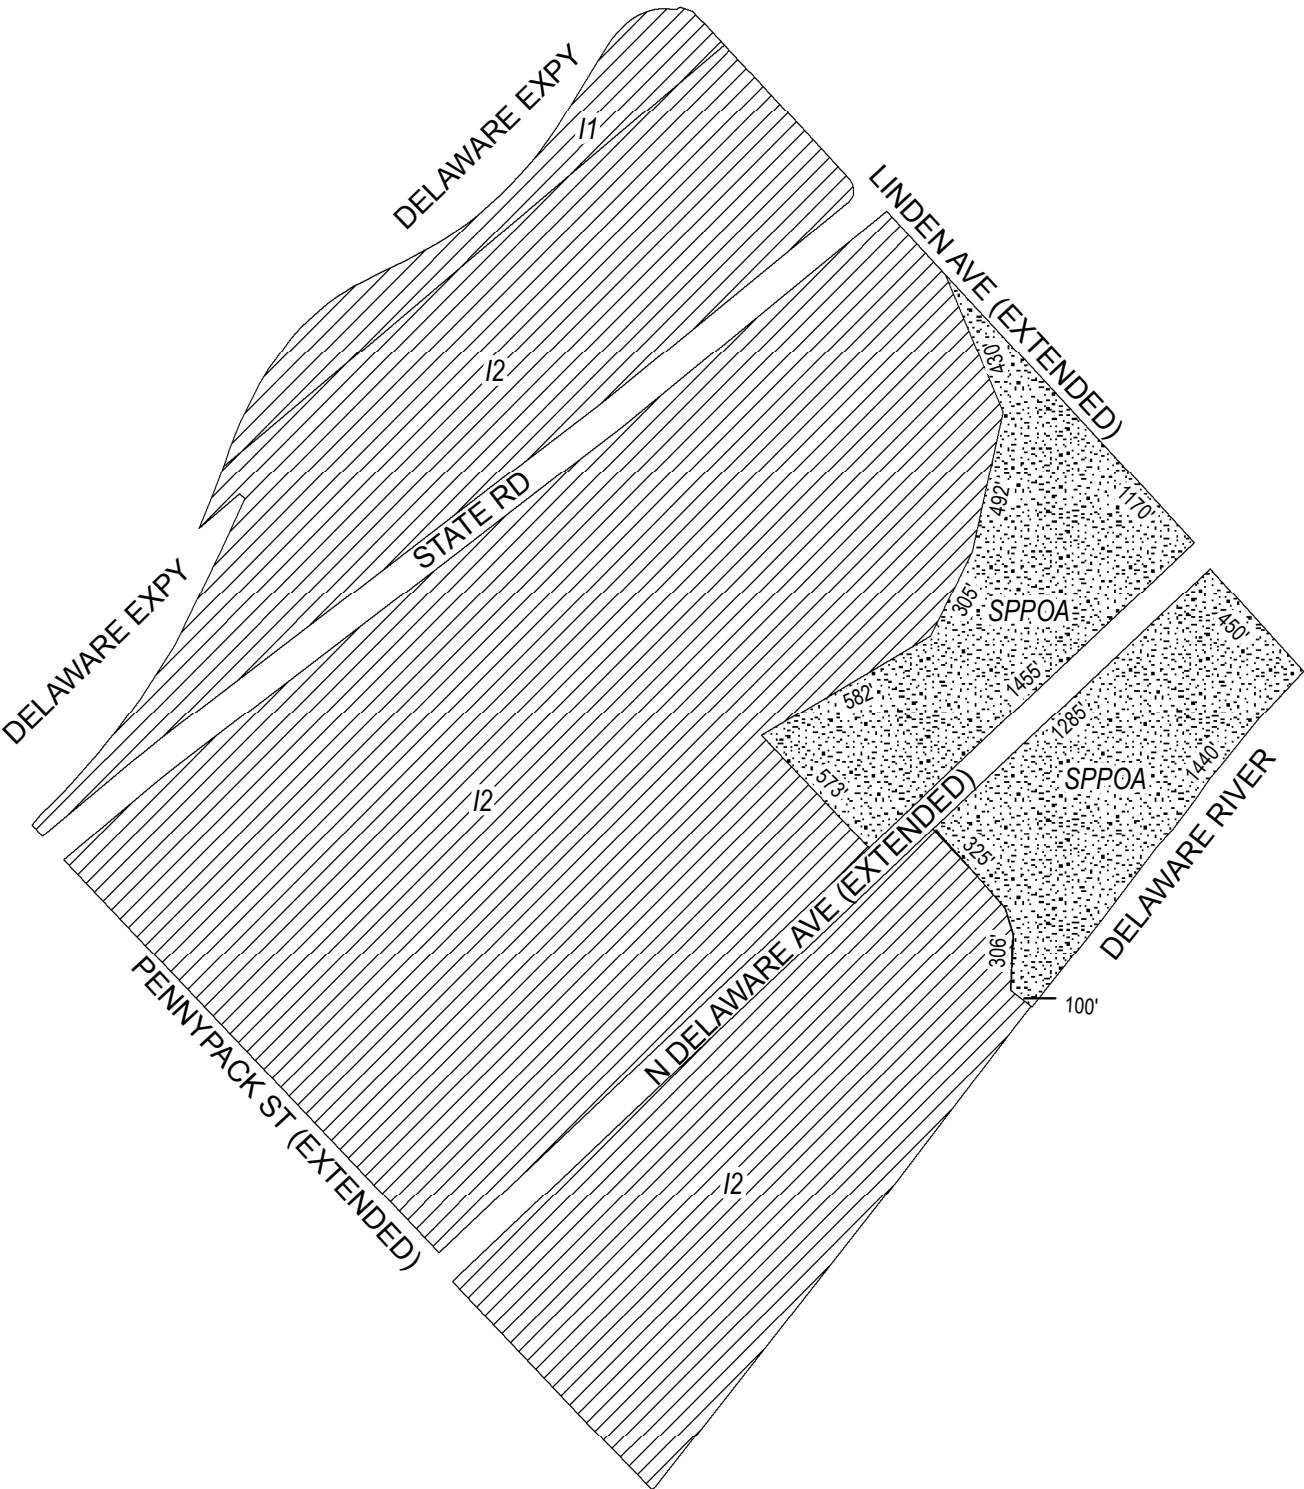 DELAWARE EXPY
I1
LINDEN AVE (EXTENDED)
430'
I2
492'
1170'
STATE RD
DELAWARE EXPY
305'
SPPOA
450'
582'
1455'
1285'
573'
SPPOA
1440'
I2
325'
DELAWARE RIVER
N DELAWARE AVE (EXTENDED)
306'
100'
PENNYPACK ST (EXTENDED)
I2